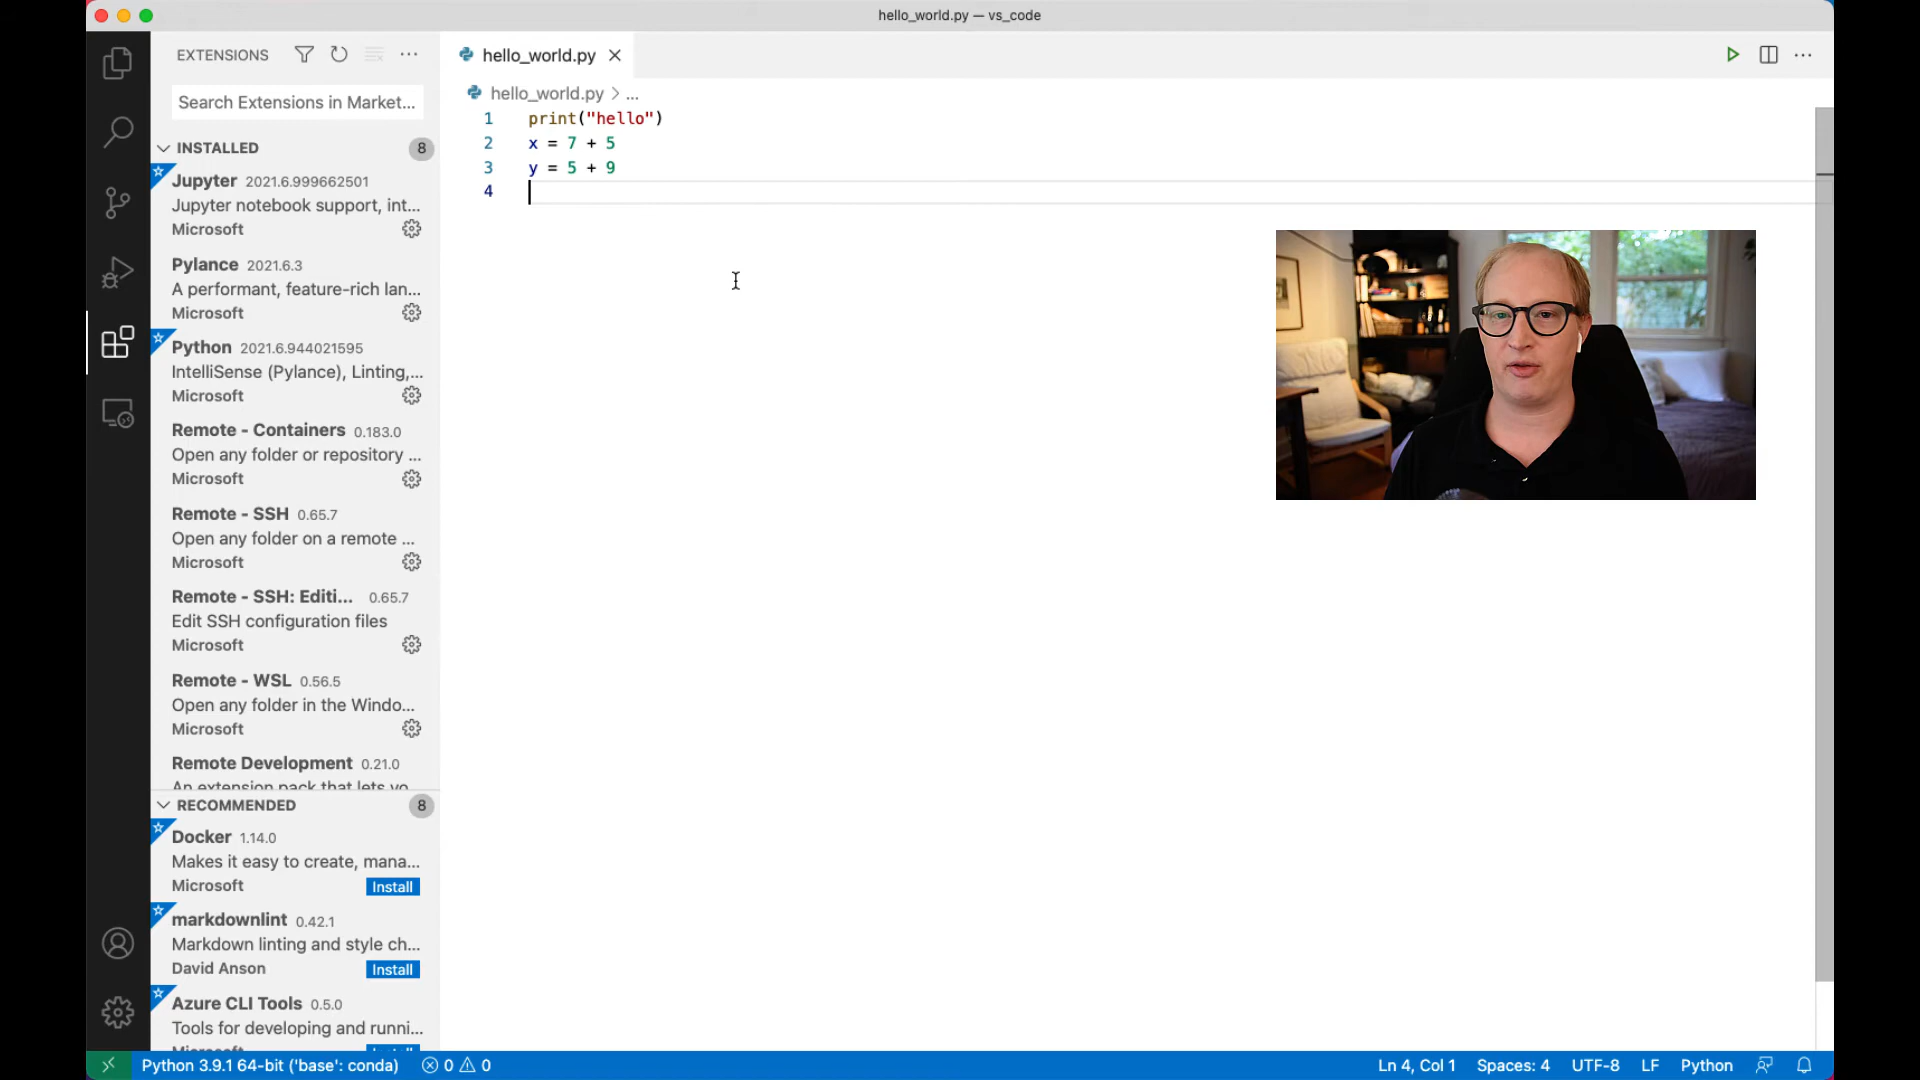 hello_world.py — vs_code
EXTENSIONS
Search Extensions in Market...
INSTALLED 8
Jupyter 2021.6.999662501
Jupyter notebook support, int...
Microsoft
Pylance 2021.6.3
A performant, feature-rich lan...
Microsoft
Python 2021.6.944021595
IntelliSense (Pylance), Linting,...
Microsoft
Remote - Containers 0.183.0
Open any folder or repository ...
Microsoft
Remote - SSH 0.65.7
Open any folder on a remote ...
Microsoft
Remote - SSH: Editi... 0.65.7
Edit SSH configuration files
Microsoft
Remote - WSL 0.56.5
Open any folder in the Windo...
Microsoft
Remote Development 0.21.0
An extension pack that lets yo
RECOMMENDED 8
Docker 1.14.0
Makes it easy to create, mana...
Microsoft Install
markdownlint 0.42.1
Markdown linting and style ch...
David Anson Install
Azure CLI Tools 0.5.0
Tools for developing and runni...
Microsoft Install
hello_world.py
hello_world.py > ...
1 print("hello")
2 x = 7 + 5
3 y = 5 + 9
4
Python 3.9.1 64-bit ('base': conda) 0 0
Ln 4, Col 1 Spaces: 4 UTF-8 LF Python